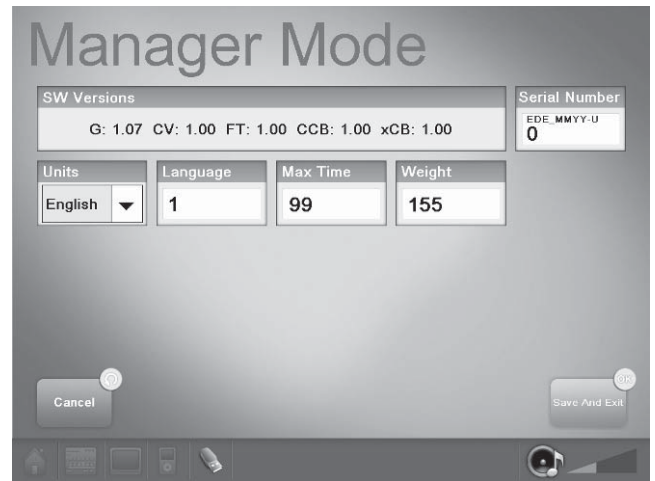 Manager Mode
SW Versions
G: 1.07 CV: 1.00 FT: 1.00 CCB: 1.00 xCB: 1.00
Serial Number
EDE_MMYY-U
0
Units
English
Language
1
Max Time
99
Weight
155
Cancel
OK
Save And Exit